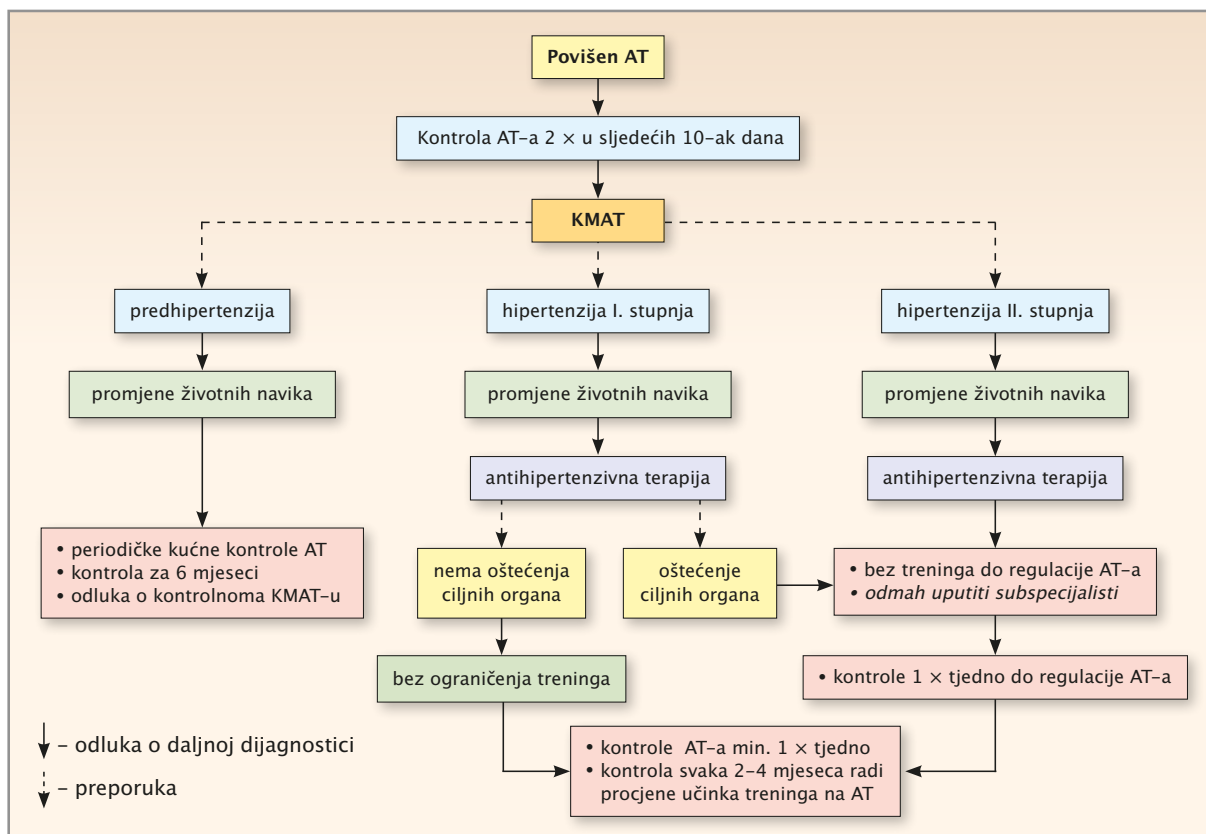 Povišen AT
Kontrola AT-a 2 × u sljedećih 10-ak dana
KMAT
predhipertenzija
hipertenzija I. stupnja
hipertenzija II. stupnja
promjene životnih navika
promjene životnih navika
promjene životnih navika
antihipertenzivna terapija
antihipertenzivna terapija
• periodičke kućne kontrole AT
• kontrola za 6 mjeseci
• odluka o kontrolnoma KMAT-u
nema oštećenja
ciljnih organa
oštećenje
ciljnih organa
• bez treninga do regulacije AT-a
• odmah uputiti subspecijalisti
bez ograničenja treninga
• kontrole 1 × tjedno do regulacije AT-a
• kontrole AT-a min. 1 × tjedno
• kontrola svaka 2-4 mjeseca radi
procjene učinka treninga na AT
– odluka o daljnoj dijagnostici
– preporuka